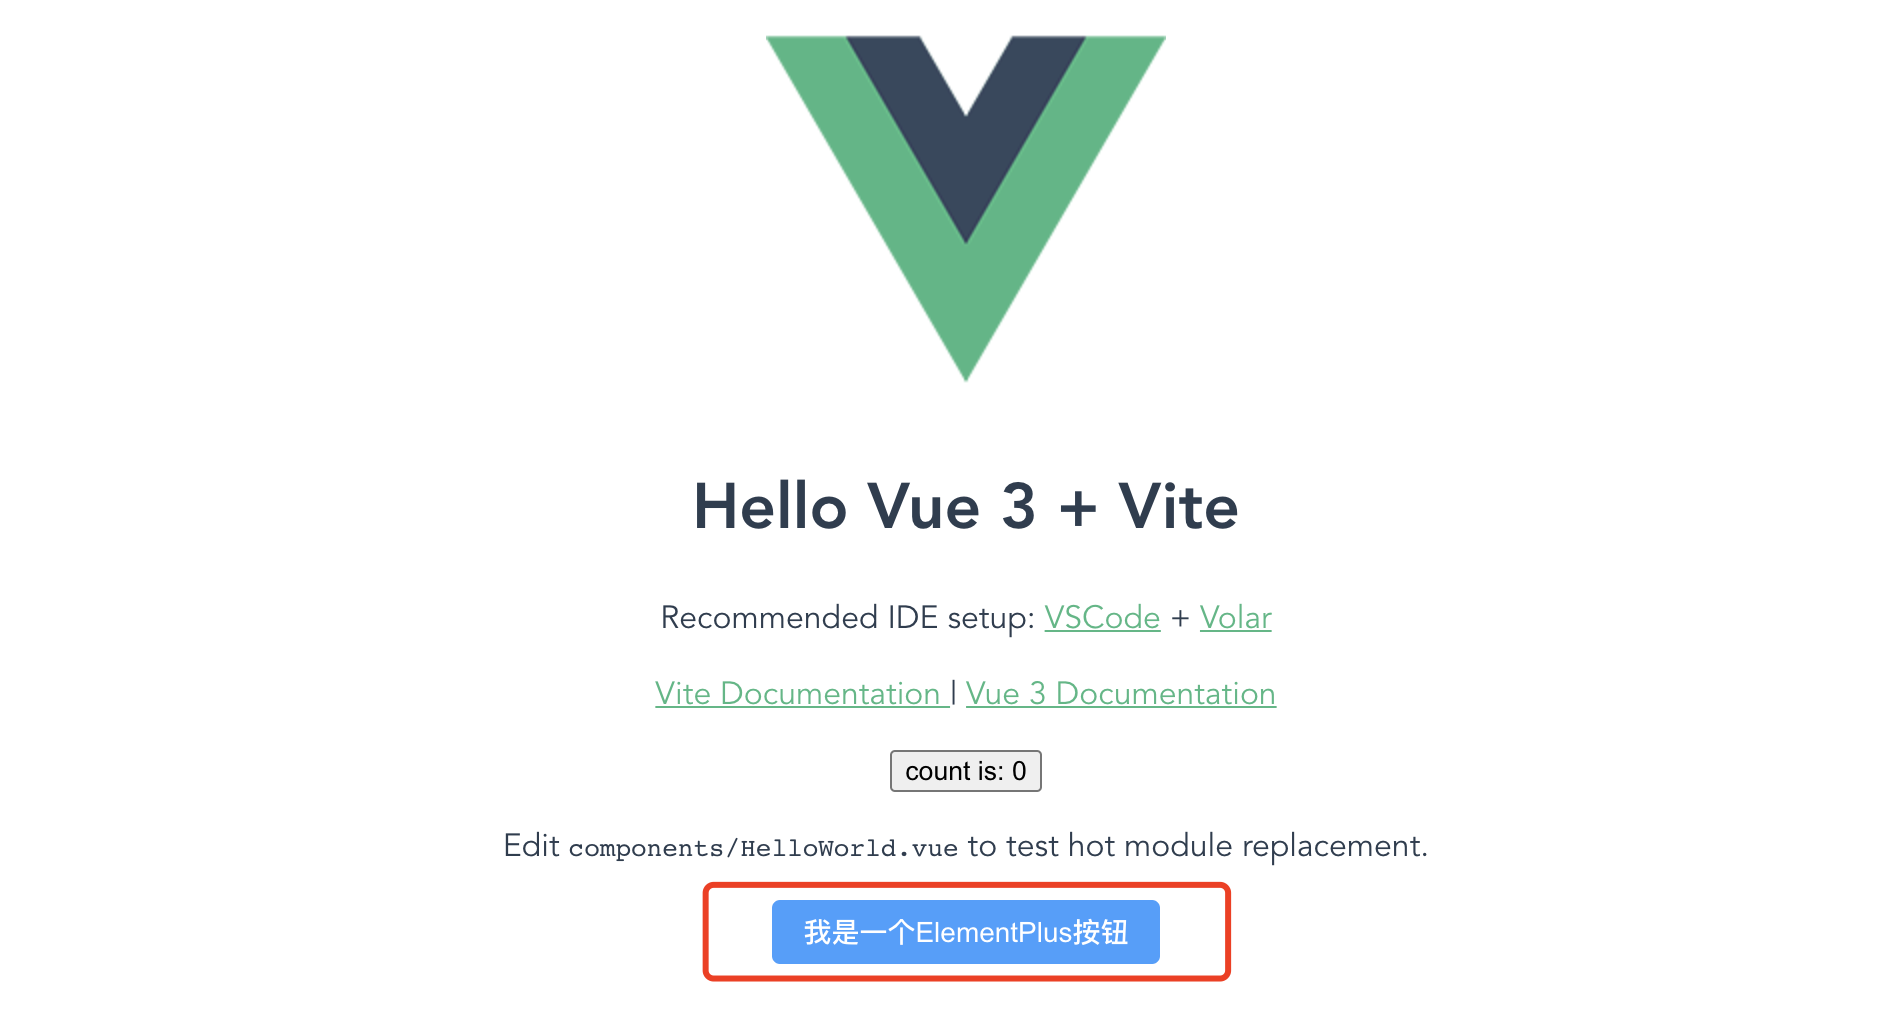 Hello Vue 3 + Vite
Recommended IDE setup: VSCode + Volar
Vite Documentation | Vue 3 Documentation
count is: 0
Edit components/HelloWorld.vue to test hot module replacement.
我是一个ElementPlus按钮